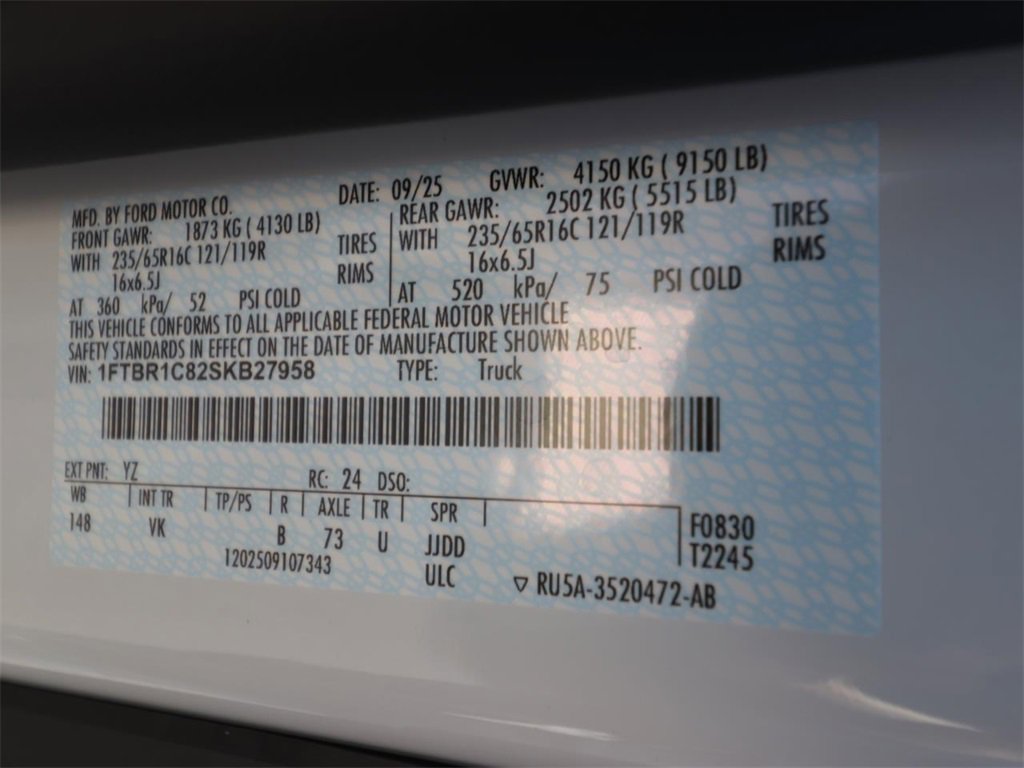 MFD. BY FORD MOTOR CO. DATE: 09/25 GVWR: 4150 KG ( 9150 LB)
FRONT GAWR: 1873 KG ( 4130 LB) REAR GAWR: 2502 KG ( 5515 LB)
WITH 235/65R16C 121/119R TIRES WITH 235/65R16C 121/119R TIRES
16x6.5J RIMS 16x6.5J RIMS
AT 360 kPa/ 52 PSI COLD AT 520 kPa/ 75 PSI COLD
THIS VEHICLE CONFORMS TO ALL APPLICABLE FEDERAL MOTOR VEHICLE
SAFETY STANDARDS IN EFFECT ON THE DATE OF MANUFACTURE SHOWN ABOVE.
VIN: 1FTBR1C82SKB27958 TYPE: Truck
EXT PNT: YZ RC: 24 DSO:
WB INT TR TP/PS R AXLE TR SPR
148 VK B 73 U JJDD F0830
1202509107343 ULC T2245
RU5A-3520472-AB